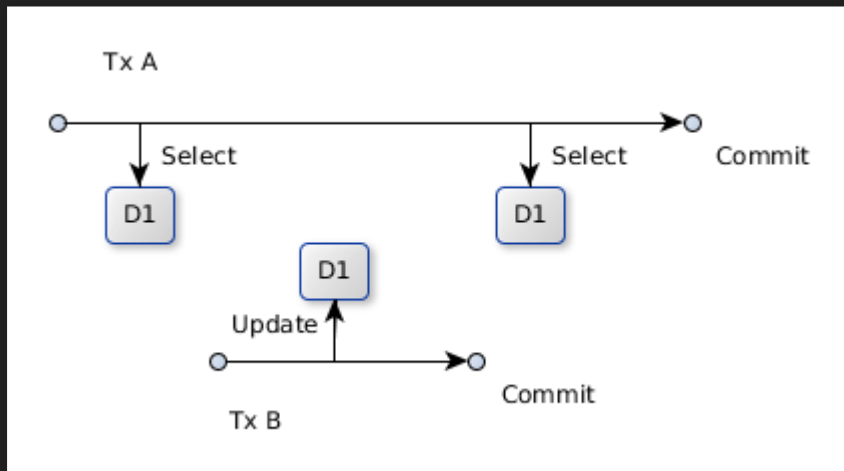 Tx A
Select
Select
Commit
D1
D1
D1
Update
Commit
Tx B